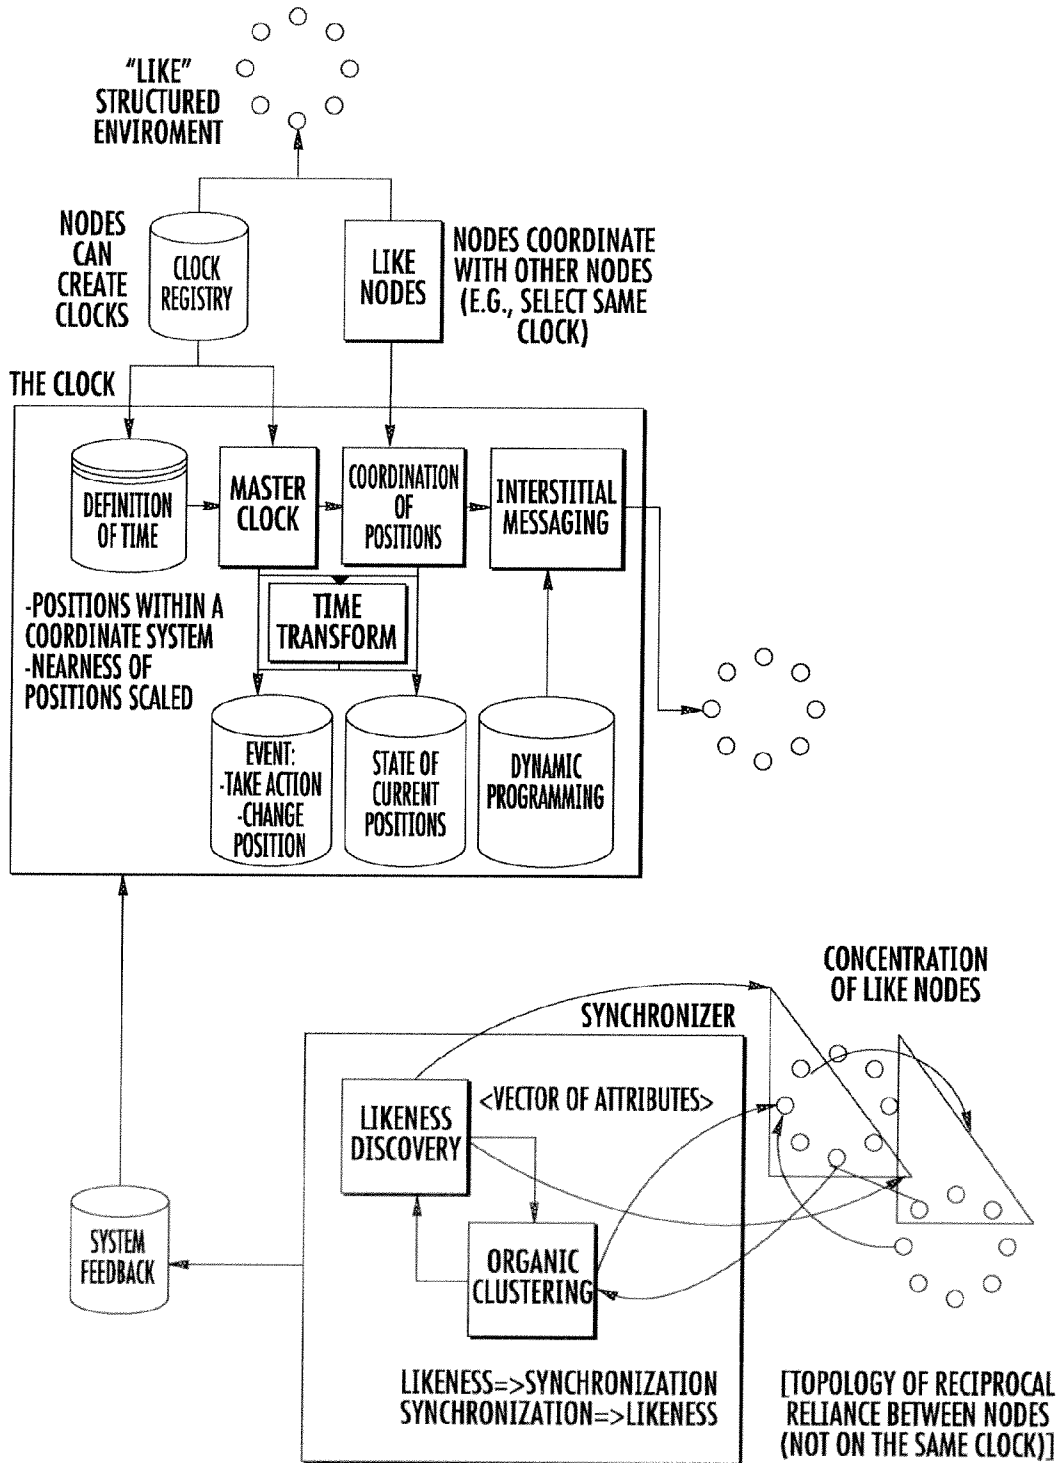 “LIKE”
STRUCTURED
ENVIROMENT
NODES
CAN
CREATE
CLOCKS
CLOCK
REGISTRY
LIKE
NODES
NODES COORDINATE
WITH OTHER NODES
(E.G., SELECT SAME
CLOCK)
THE CLOCK
DEFINITION
OF TIME
MASTER
CLOCK
COORDINATION
OF
POSITIONS
INTERSTITIAL
MESSAGING
-POSITIONS WITHIN A
COORDINATE SYSTEM
-NEARNESS OF
POSITIONS SCALED
TIME
TRANSFORM
EVENT:
-TAKE ACTION
-CHANGE
POSITION
STATE OF
CURRENT
POSITIONS
DYNAMIC
PROGRAMMING
CONCENTRATION
OF LIKE NODES
SYNCHRONIZER
LIKENESS
DISCOVERY
<VECTOR OF ATTRIBUTES>
ORGANIC
CLUSTERING
SYSTEM
FEEDBACK
LIKENESS=>SYNCHRONIZATION
SYNCHRONIZATION=>LIKENESS
[TOPOLOGY OF RECIPROCAL
RELIANCE BETWEEN NODES
(NOT ON THE SAME CLOCK)]